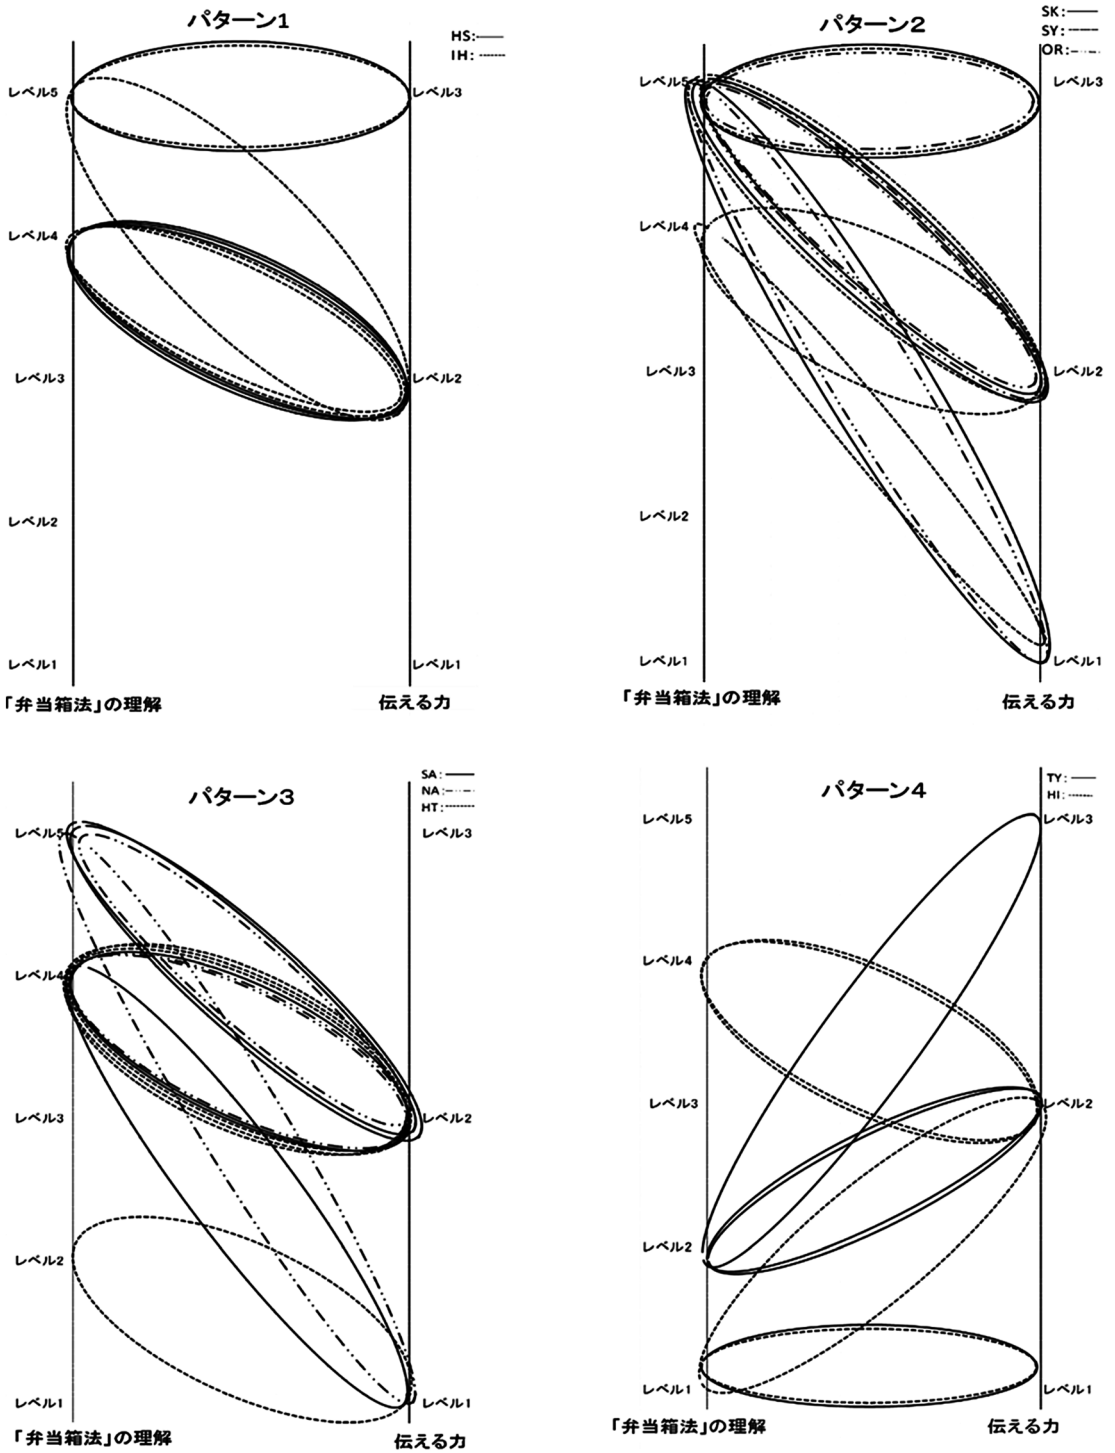 パターン1
HS:
IH:
レベル5
レベル3
レベル4
レベル3
レベル2
レベル2
レベル1
レベル1
「弁当箱法」の理解
伝える力
パターン2
SK:
SY:
OR:
レベル5
レベル3
レベル4
レベル3
レベル2
レベル2
レベル1
レベル1
「弁当箱法」の理解
伝える力
パターン3
SA:
NA:
HT:
レベル5
レベル3
レベル4
レベル3
レベル2
レベル2
レベル1
レベル1
「弁当箱法」の理解
伝える力
パターン4
TY:
HI:
レベル5
レベル3
レベル4
レベル3
レベル2
レベル2
レベル1
レベル1
「弁当箱法」の理解
伝える力